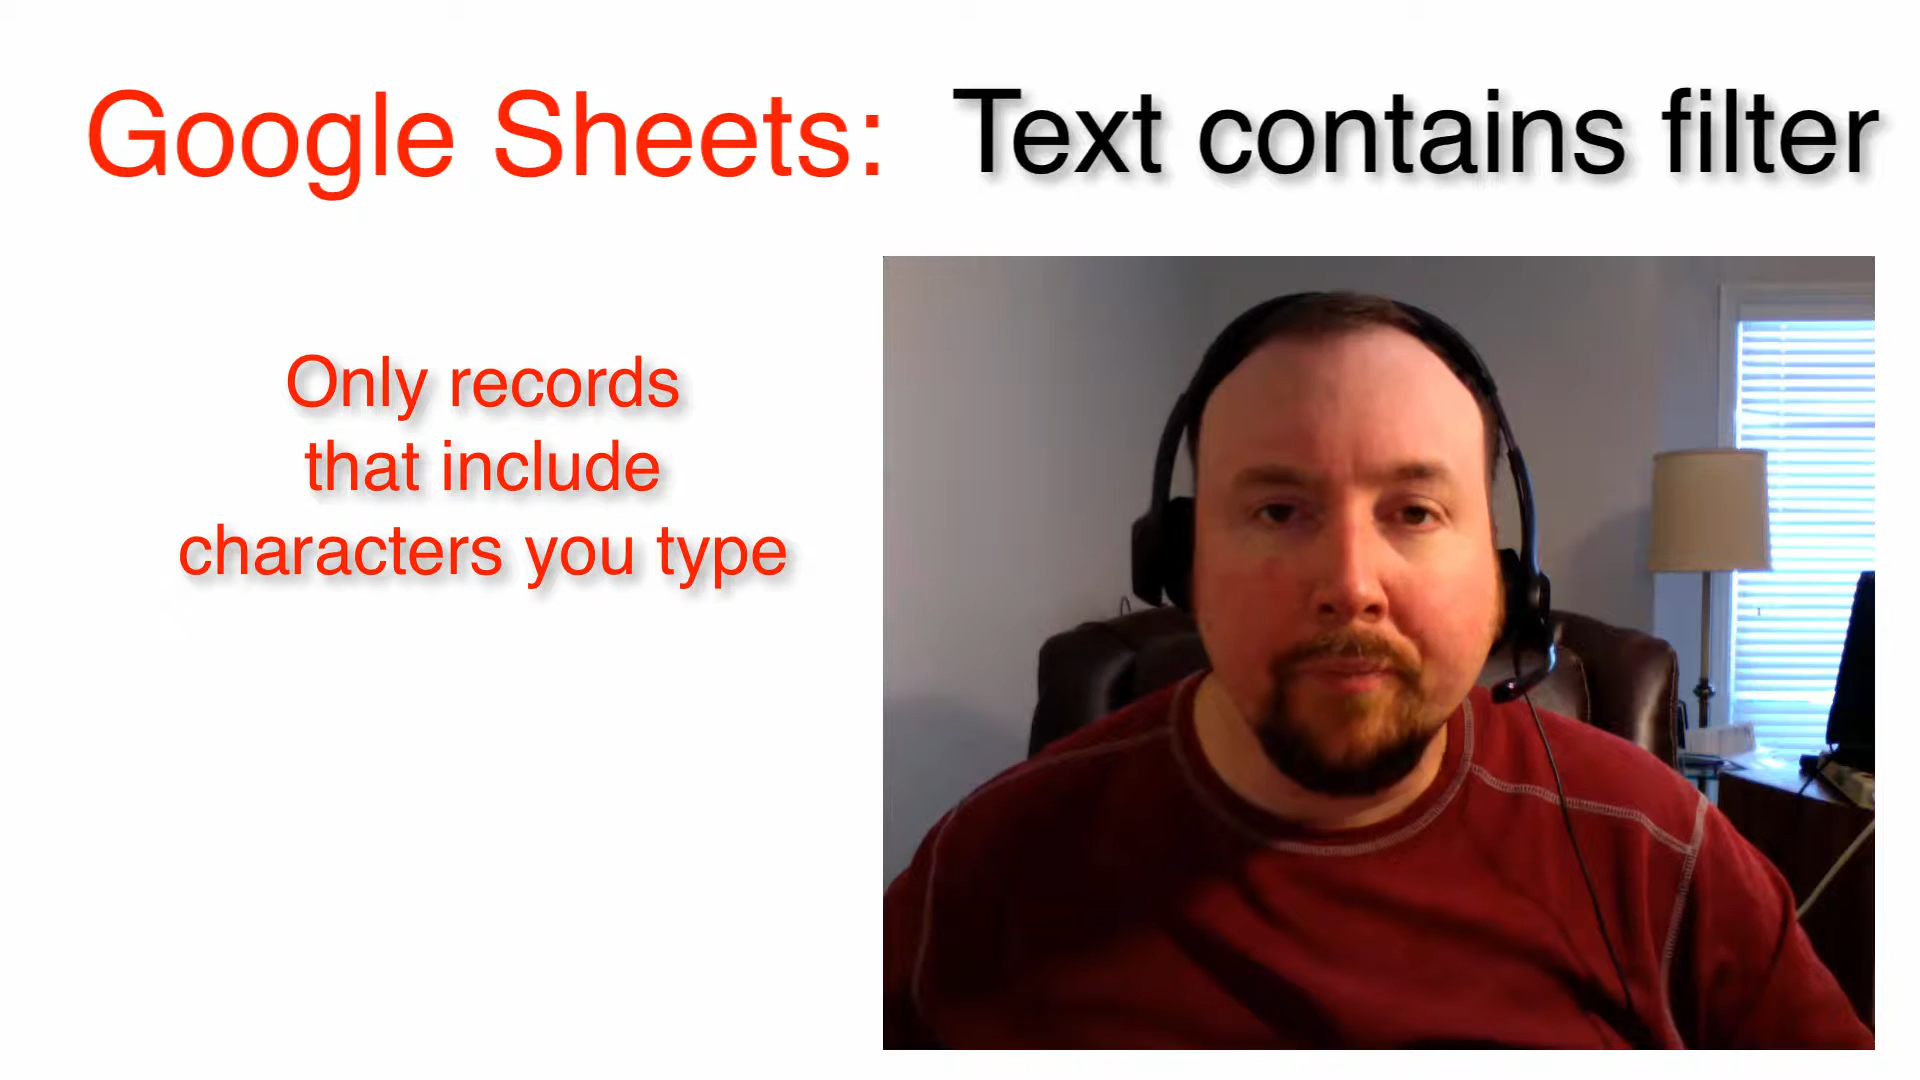 Google Sheets: Text contains filter
Only records
that include
characters you type